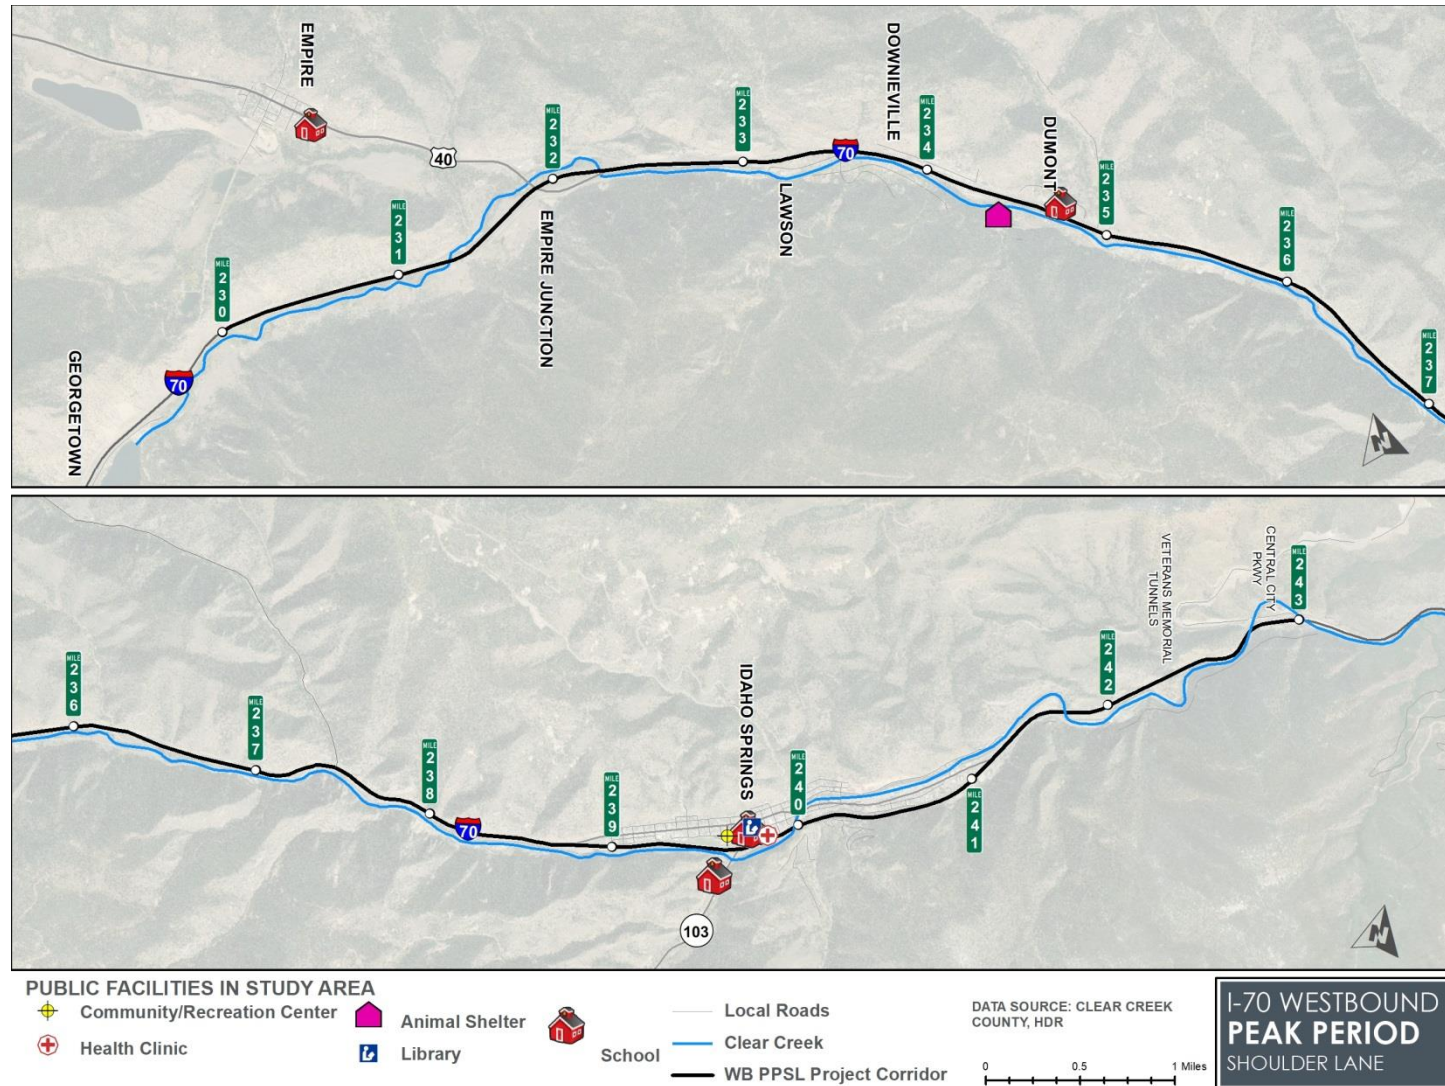 EMPIRE
40
MILE 232
MILE 233
DOWNIEVILLE
70
MILE 234
DUMONT
MILE 235
MILE 236
MILE 231
EMPIRE JUNCTION
LAWSON
MILE 230
GEORGETOWN
70
MILE 237
N
MILE 236
MILE 237
MILE 238
70
MILE 239
IDAHO SPRINGS
MILE 240
MILE 241
MILE 242
VETERANS MEMORIAL
TUNNELS
CENTRAL CITY
PKWY
MILE 243
103
N
PUBLIC FACILITIES IN STUDY AREA
Community/Recreation Center
Health Clinic
Animal Shelter
Library
School
Local Roads
Clear Creek
WB PPSL Project Corridor
DATA SOURCE: CLEAR CREEK
COUNTY, HDR
0 0.5 1 Miles
I-70 WESTBOUND
PEAK PERIOD
SHOULDER LANE